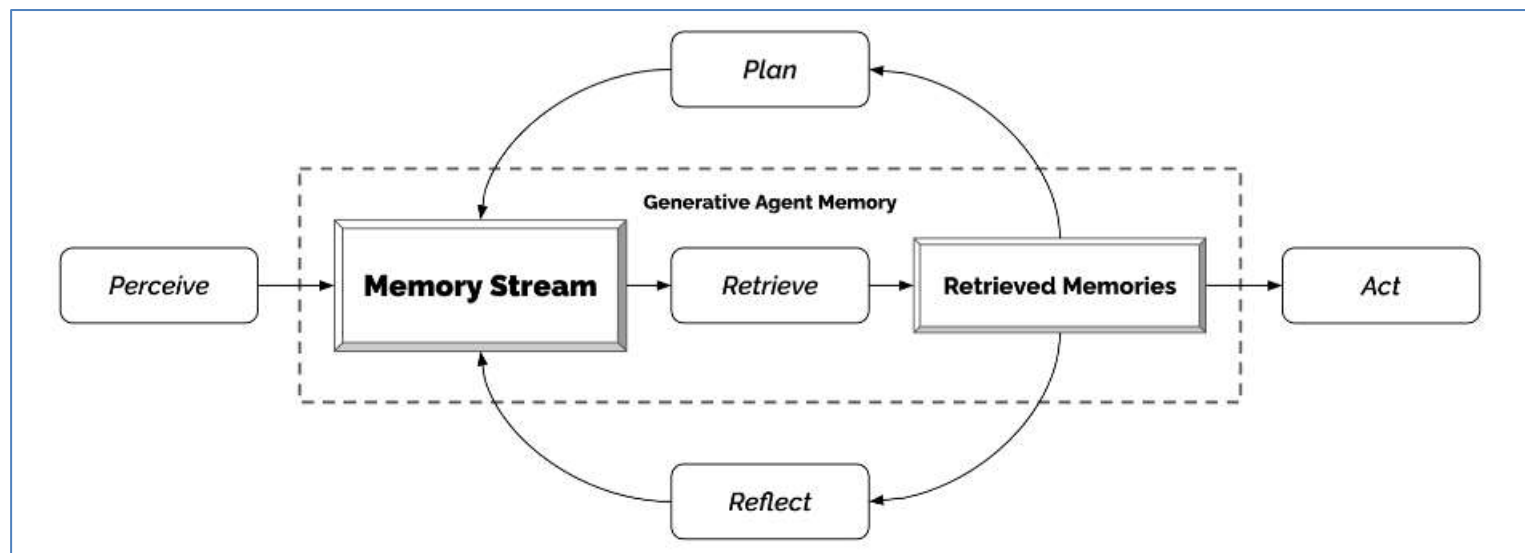 Plan
Generative Agent Memory
Perceive
Memory Stream
Retrieve
Retrieved Memories
Act
Reflect